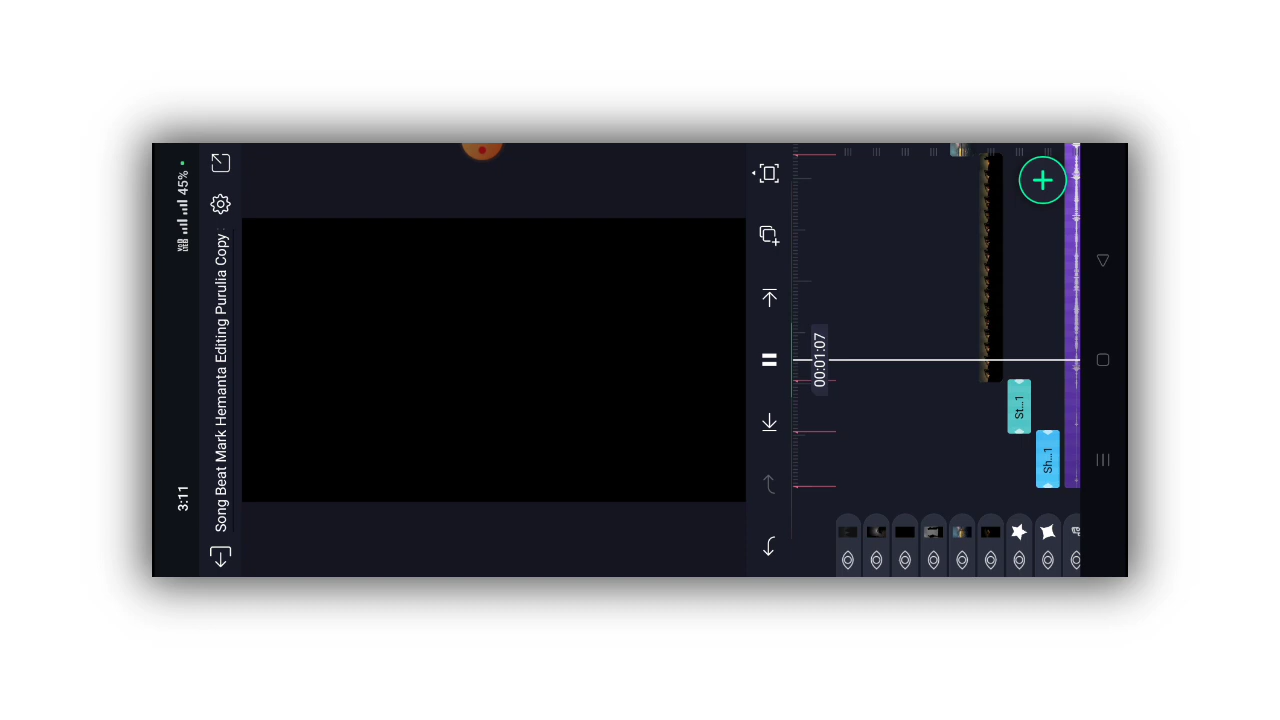 3:11
45%
Song Beat Mark Hemanta Editing Purulia Copy
00:01:07
St...1
Sh...1